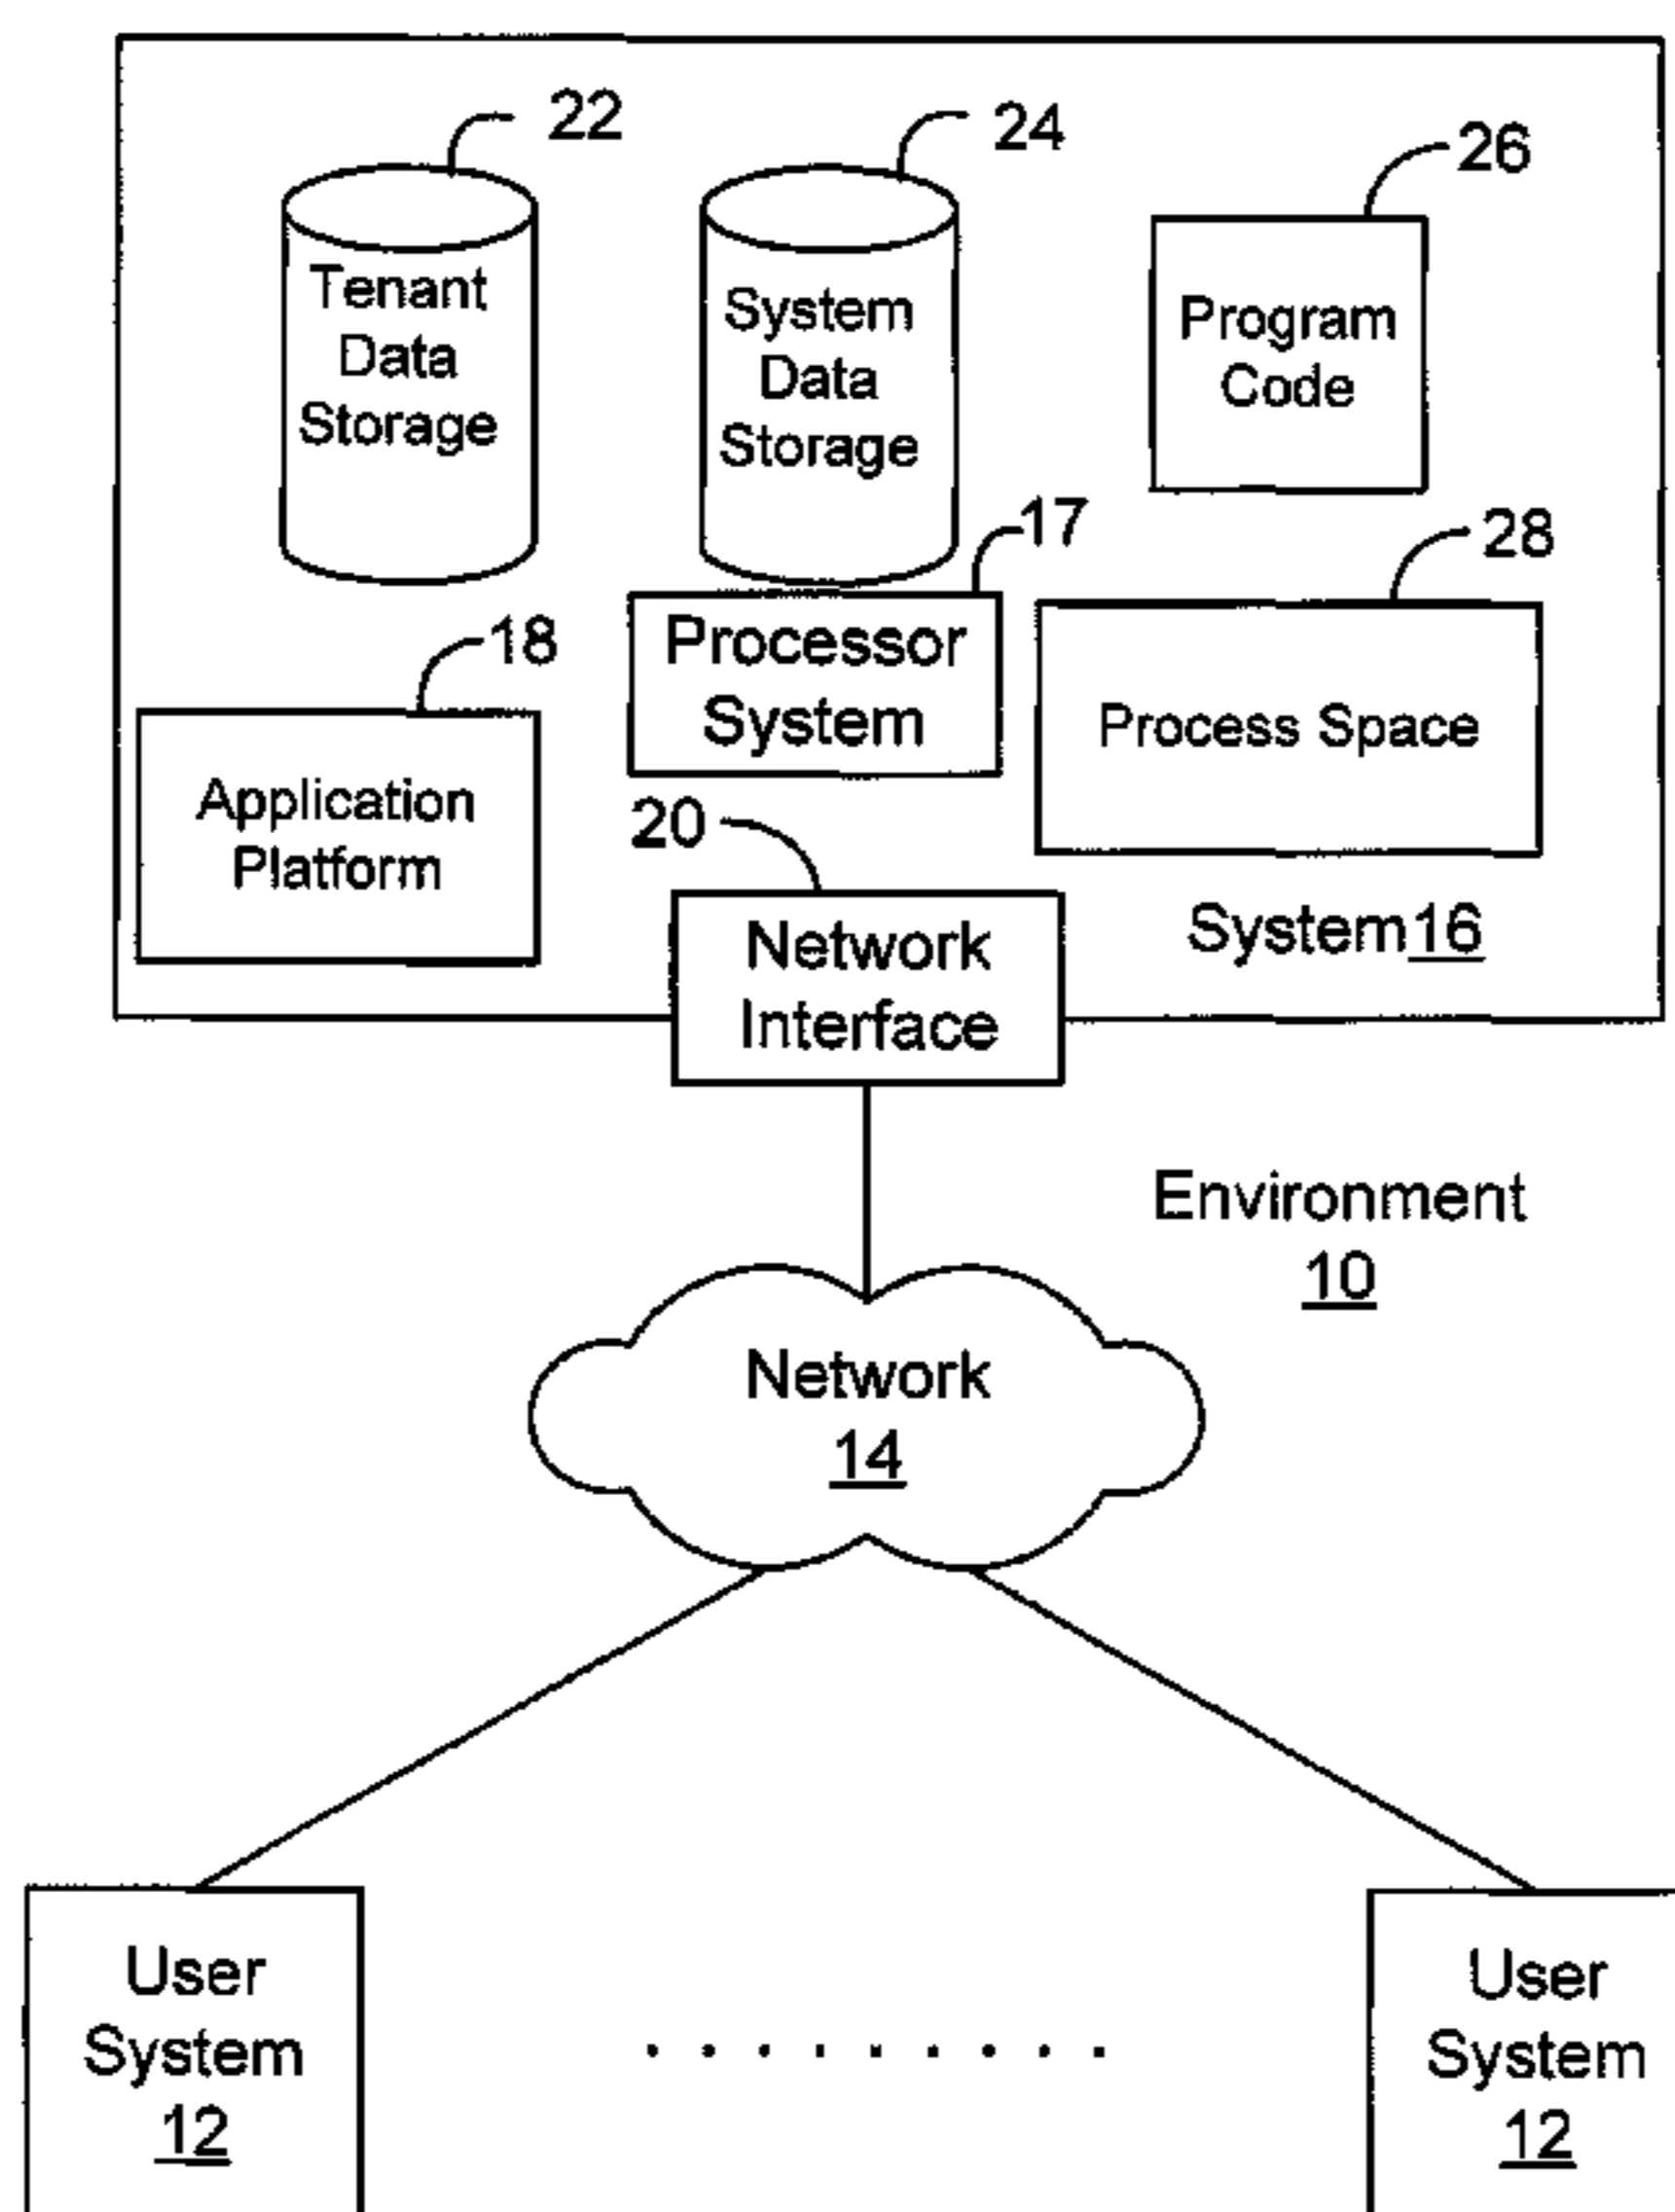 22
24
26
Tenant
Data
Storage
System
Data
Storage
Program
Code
17
28
18
Processor
System
Process Space
Application
Platform
20
Network
Interface
System 16
Environment
10
Network
14
User
System
12
.........
User
System
12